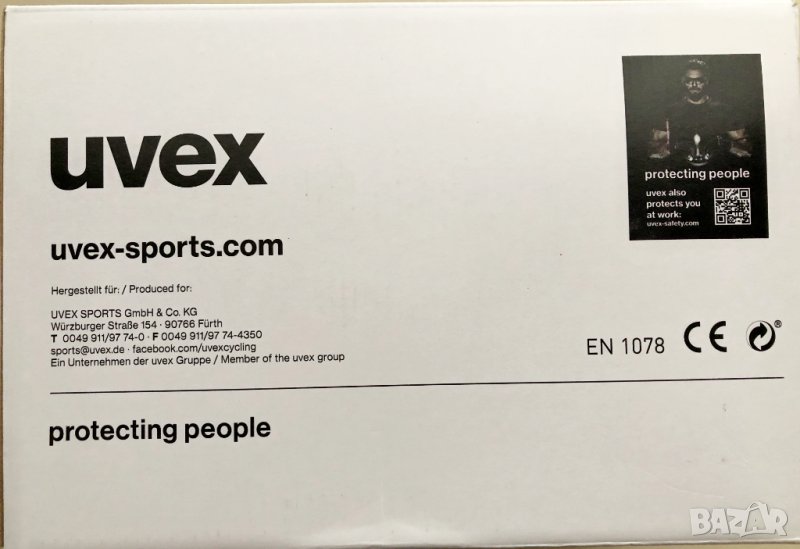 uvex
uvex-sports.com
Hergestellt für: / Produced for:
UVEX SPORTS GmbH & Co. KG
Würzburger Straße 154 · 90766 Fürth
T 0049 911/97 74-0 · F 0049 911/97 74-4350
sports@uvex.de · facebook.com/uvexcycling
Ein Unternehmen der uvex Gruppe / Member of the uvex group
protecting people
uvex also
protects you
at work:
uvex-safety.com
EN 1078 CE ®
protecting people
BAZAR